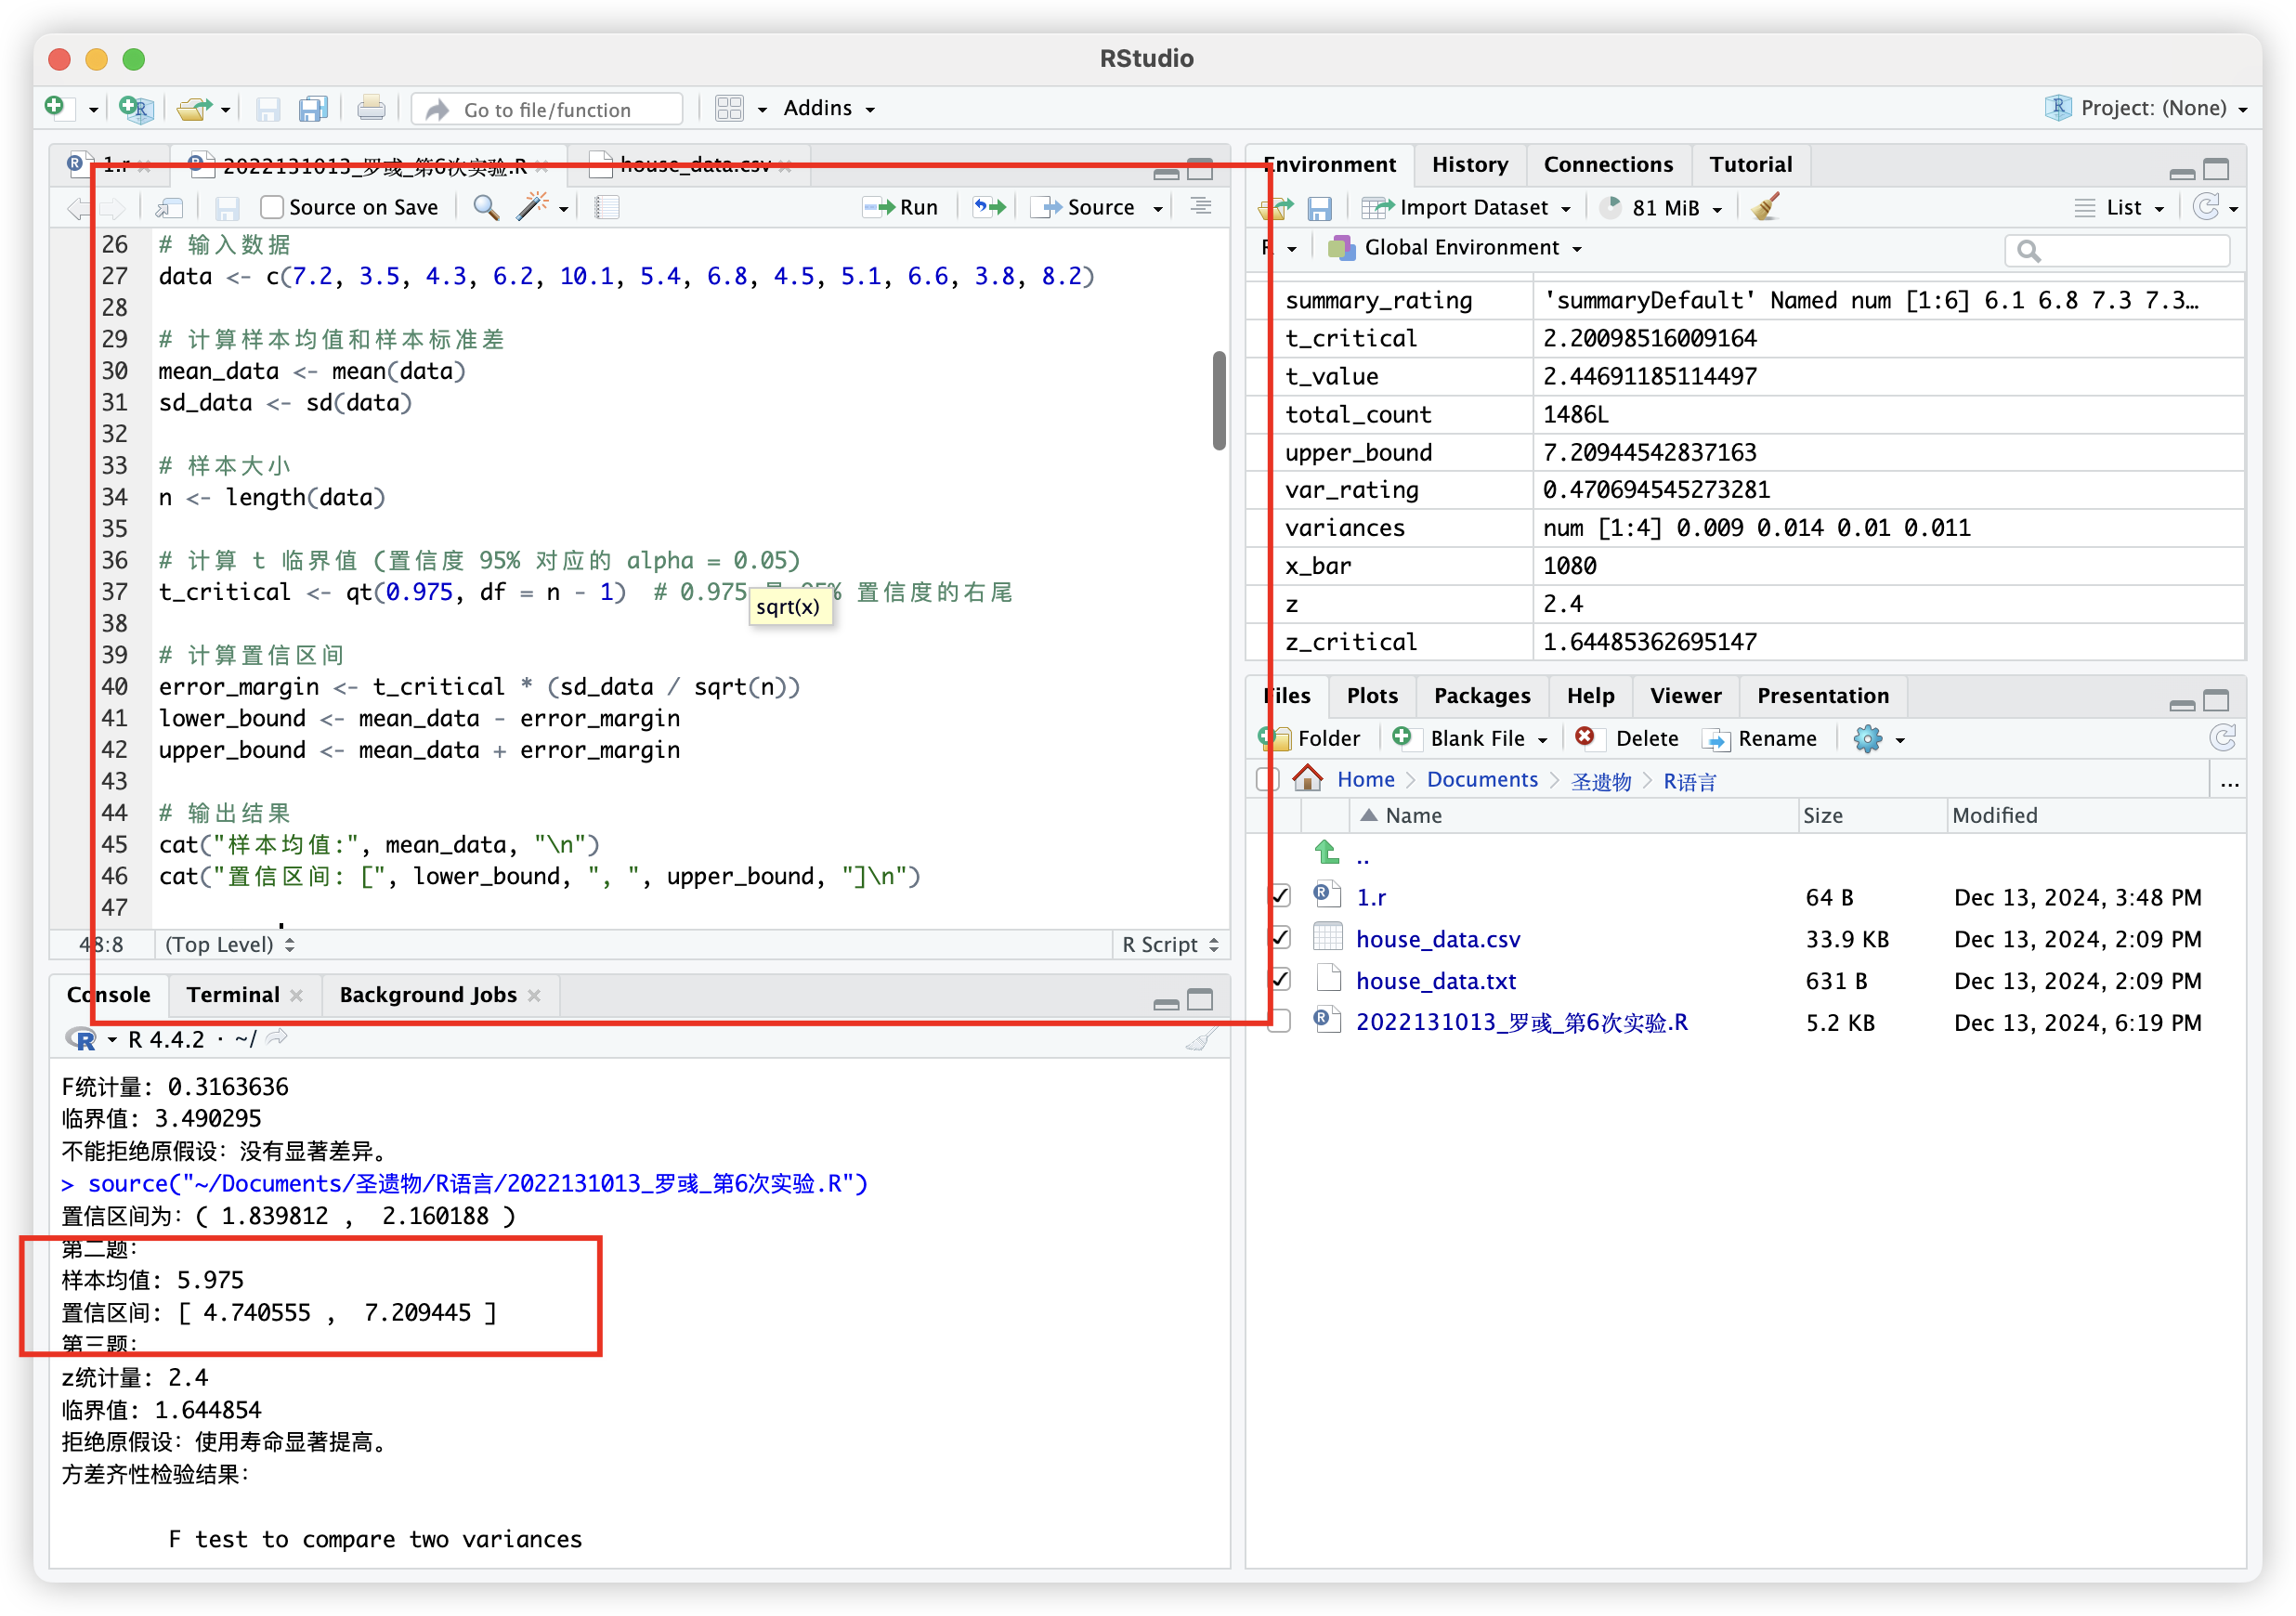 RStudio
Go to file/function
Addins
Project: (None)
1.r
2022131013_罗彧_第6次实验.R
house_data.csv
Source on Save
Run
Source
26 # 输入数据
27 data <- c(7.2, 3.5, 4.3, 6.2, 10.1, 5.4, 6.8, 4.5, 5.1, 6.6, 3.8, 8.2)
28
29 # 计算样本均值和样本标准差
30 mean_data <- mean(data)
31 sd_data <- sd(data)
32
33 # 样本大小
34 n <- length(data)
35
36 # 计算 t 临界值 (置信度 95% 对应的 alpha = 0.05)
37 t_critical <- qt(0.975, df = n - 1)  # 0.975 是 95% 置信度的右尾
sqrt(x)
38
39 # 计算置信区间
40 error_margin <- t_critical * (sd_data / sqrt(n))
41 lower_bound <- mean_data - error_margin
42 upper_bound <- mean_data + error_margin
43
44 # 输出结果
45 cat("样本均值:", mean_data, "\n")
46 cat("置信区间: [", lower_bound, ", ", upper_bound, "]\n")
47
48:8 (Top Level) R Script
Console Terminal Background Jobs
R 4.4.2 · ~/
F统计量: 0.3163636
临界值: 3.490295
不能拒绝原假设: 没有显著差异。
> source("~/Documents/圣遗物/R语言/2022131013_罗彧_第6次实验.R")
置信区间为: ( 1.839812 ,  2.160188 )
第二题:
样本均值: 5.975
置信区间: [ 4.740555 ,  7.209445 ]
第三题:
z统计量: 2.4
临界值: 1.644854
拒绝原假设: 使用寿命显著提高。
方差齐性检验结果:
F test to compare two variances
Environment History Connections Tutorial
Import Dataset 81 MiB List
R Global Environment
summary_rating 'summaryDefault' Named num [1:6] 6.1 6.8 7.3 7.3…
t_critical 2.20098516009164
t_value 2.44691185114497
total_count 1486L
upper_bound 7.20944542837163
var_rating 0.470694545273281
variances num [1:4] 0.009 0.014 0.01 0.011
x_bar 1080
z 2.4
z_critical 1.64485362695147
Files Plots Packages Help Viewer Presentation
Folder Blank File Delete Rename
Home Documents 圣遗物 R语言 ...
Name Size Modified
..
1.r 64 B Dec 13, 2024, 3:48 PM
house_data.csv 33.9 KB Dec 13, 2024, 2:09 PM
house_data.txt 631 B Dec 13, 2024, 2:09 PM
2022131013_罗彧_第6次实验.R 5.2 KB Dec 13, 2024, 6:19 PM